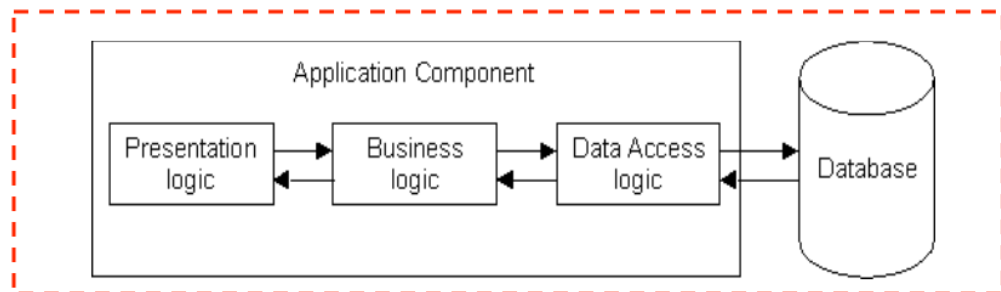 Application Component
Presentation
logic
Business
logic
Data Access
logic
Database